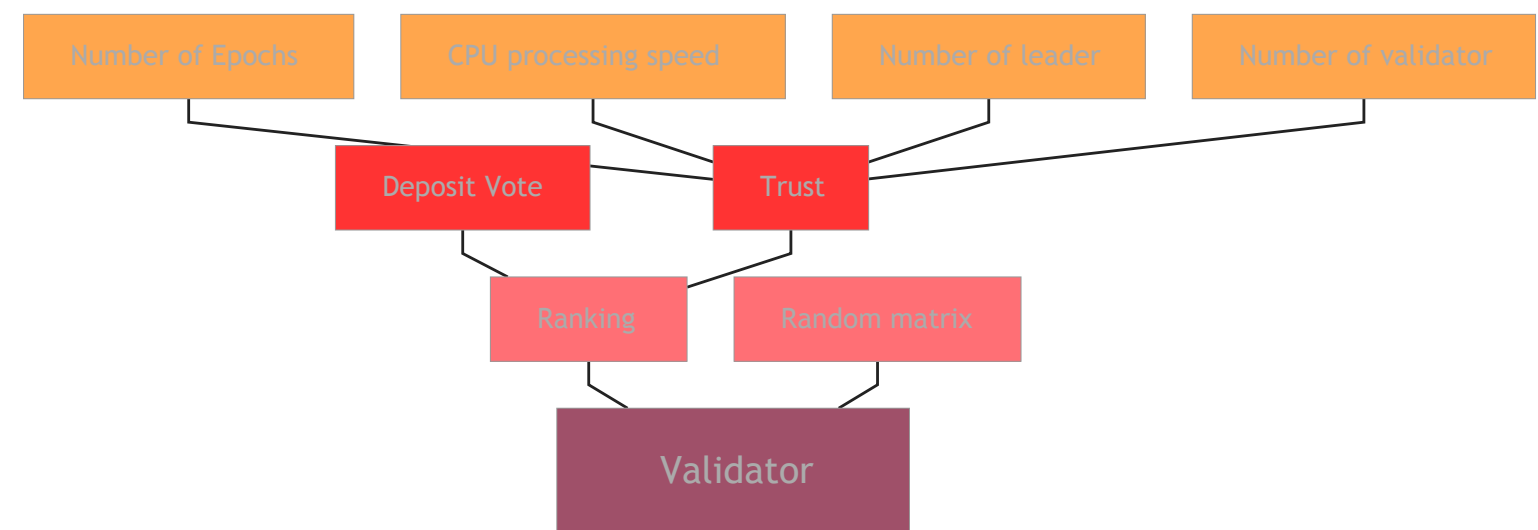 Number of Epochs
CPU processing speed
Number of leader
Number of validator
Deposit Vote
Trust
Ranking
Random matrix
Validator